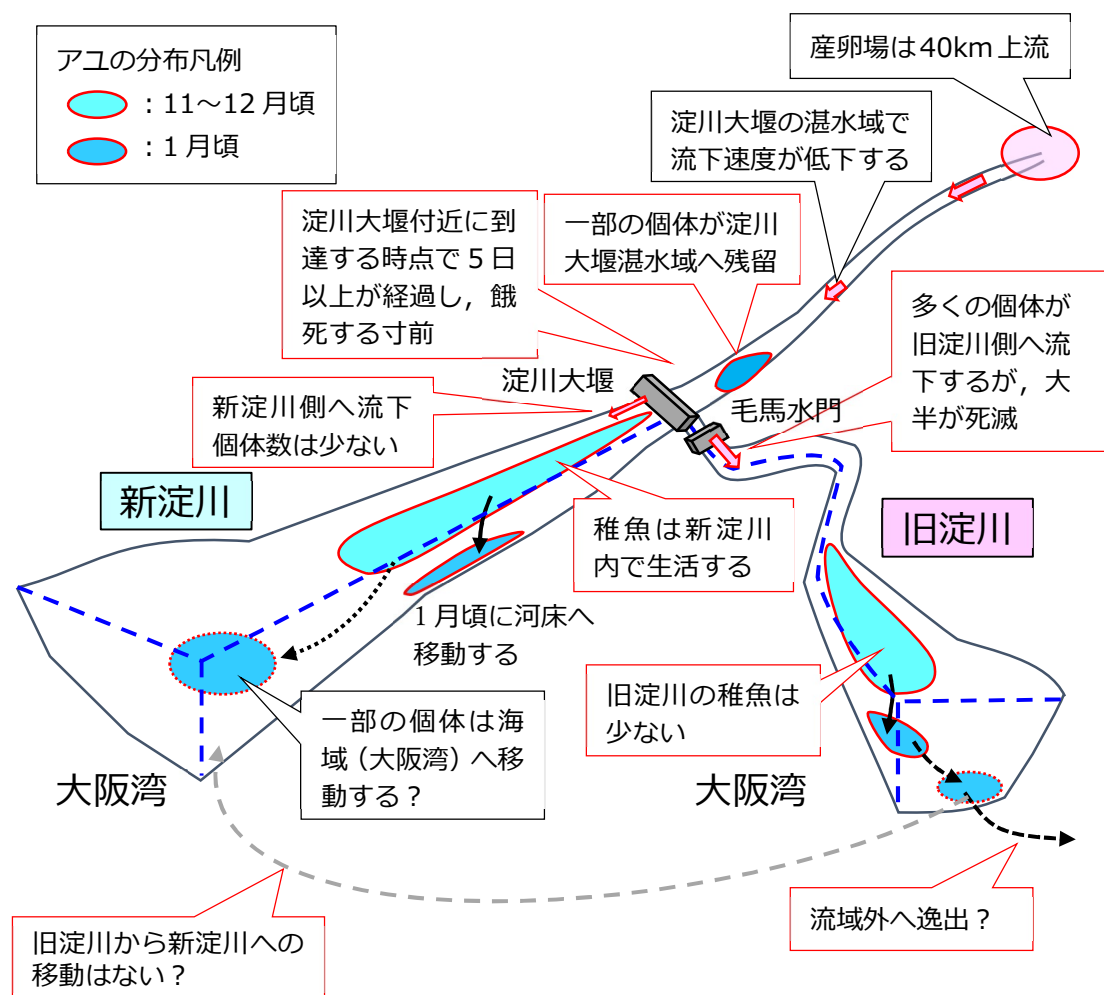 アユの分布凡例
：11～12月頃
：1月頃
産卵場は40km上流
淀川大堰の湛水域で
流下速度が低下する
淀川大堰付近に到
達する時点で5日
以上が経過し，餓
死する寸前
一部の個体が淀川
大堰湛水域へ残留
多くの個体が
旧淀川側へ流
下するが，大
半が死滅
淀川大堰
毛馬水門
新淀川側へ流下
個体数は少ない
新淀川
稚魚は新淀川
内で生活する
旧淀川
1月頃に河床へ
移動する
旧淀川の稚魚は
少ない
一部の個体は海
域（大阪湾）へ移
動する？
大阪湾
大阪湾
流域外へ逸出？
旧淀川から新淀川への
移動はない？